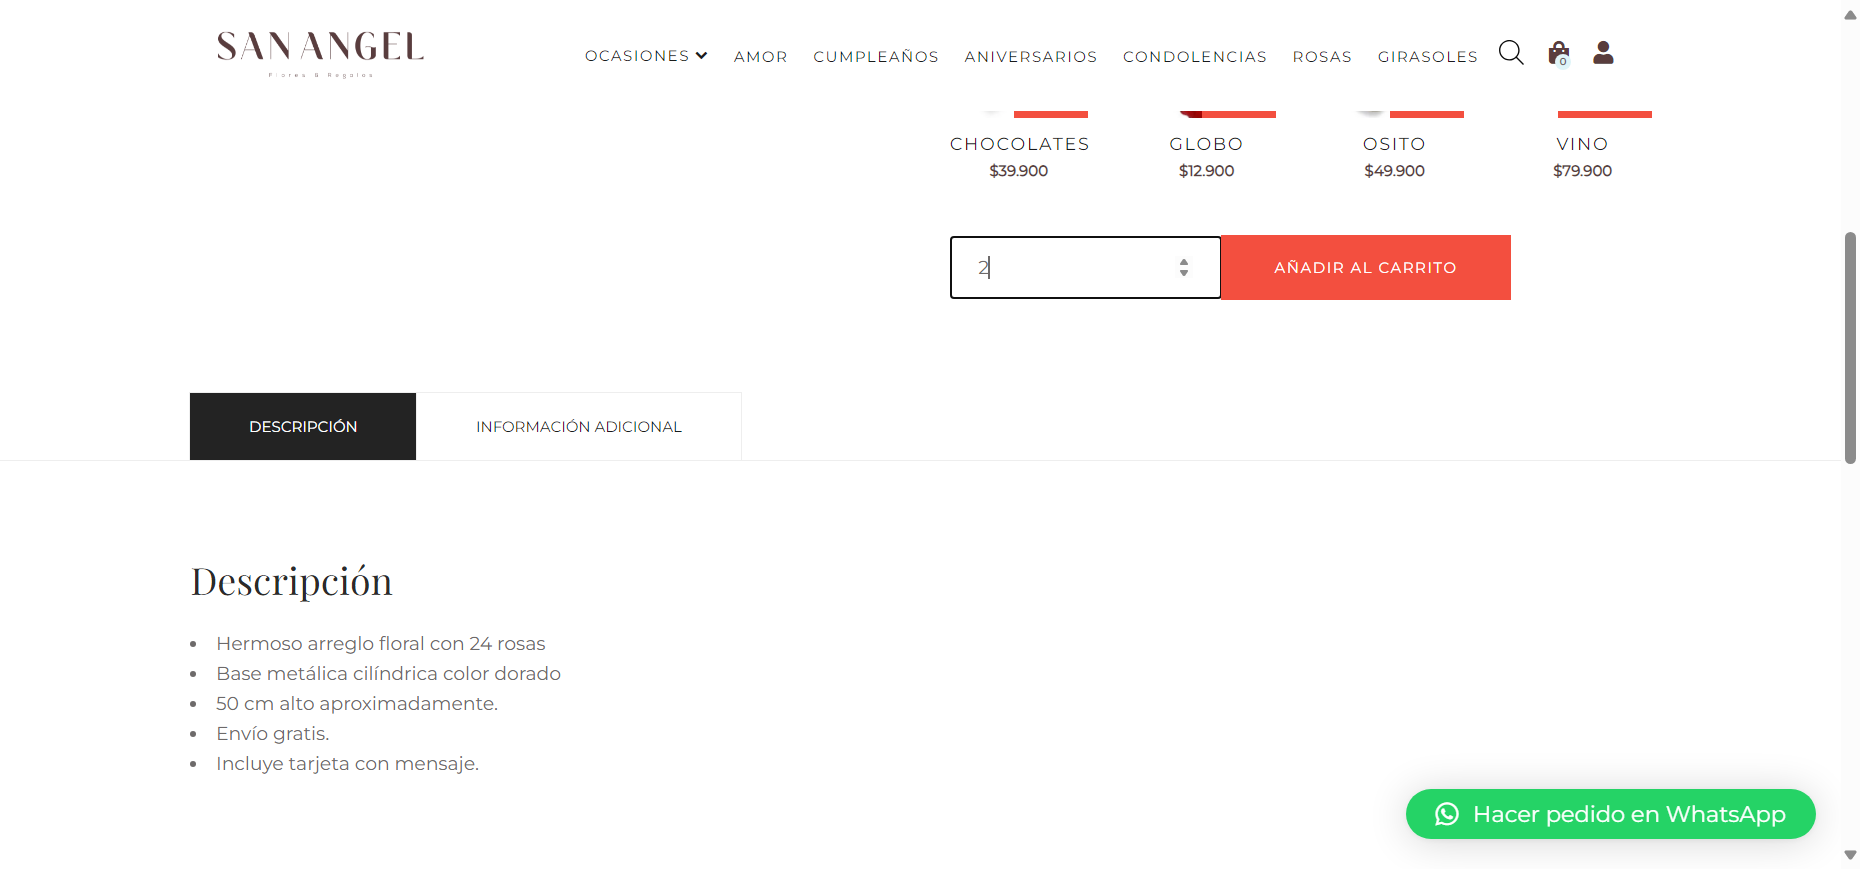 SAN ANGEL
Flores & Regalos
OCASIONES AMOR CUMPLEAÑOS ANIVERSARIOS CONDOLENCIAS ROSAS GIRASOLES
0
CHOCOLATES GLOBO OSITO VINO
$39.900 $12.900 $49.900 $79.900
2 AÑADIR AL CARRITO
DESCRIPCIÓN INFORMACIÓN ADICIONAL
Descripción
Hermoso arreglo floral con 24 rosas
Base metálica cilíndrica color dorado
50 cm alto aproximadamente.
Envío gratis.
Incluye tarjeta con mensaje.
Hacer pedido en WhatsApp